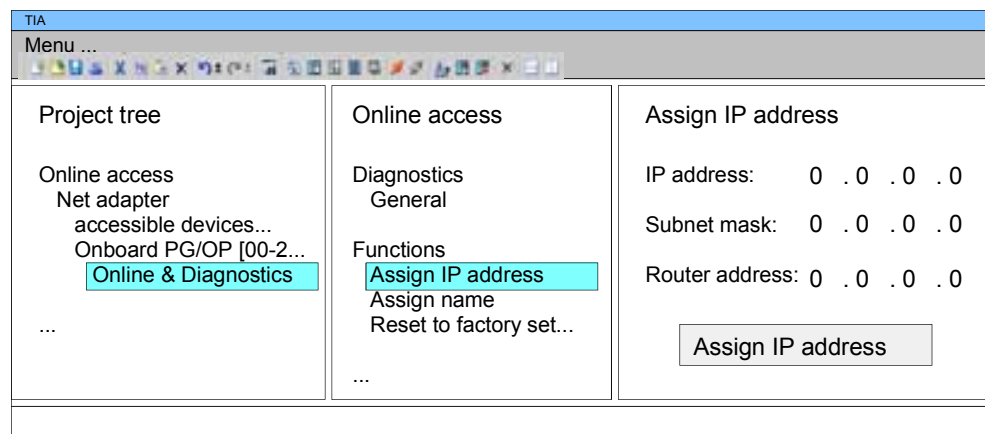 TIA
Menu ...
Project tree
Online access
Net adapter
accessible devices...
Onboard PG/OP [00-2...
Online & Diagnostics
...
Online access
Diagnostics
General
Functions
Assign IP address
Assign name
Reset to factory set...
...
Assign IP address
IP address: 0 . 0 . 0 . 0
Subnet mask: 0 . 0 . 0 . 0
Router address: 0 . 0 . 0 . 0
Assign IP address